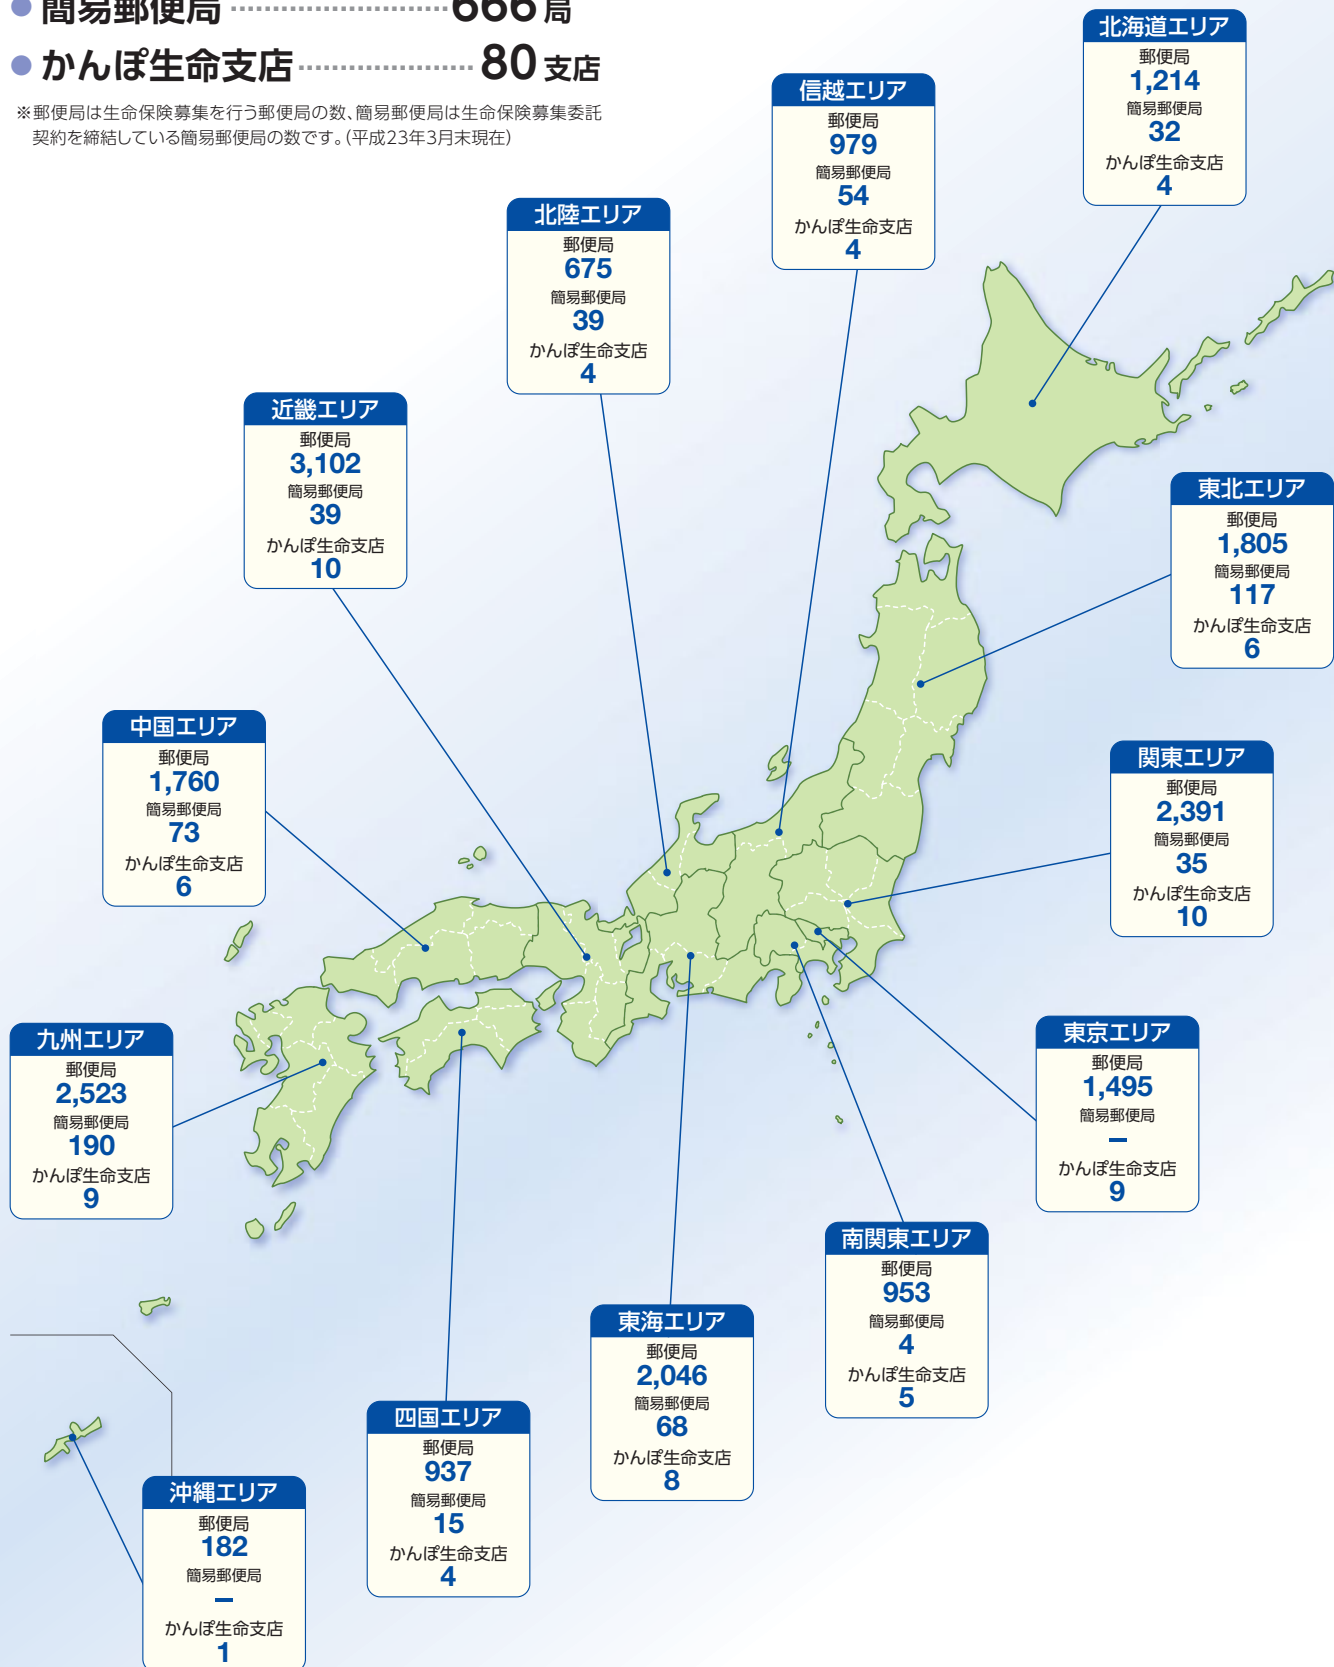 ● 簡易郵便局 ························· 666 局
● かんぽ生命支店 ····················· 80 支店
※郵便局は生命保険募集を行う郵便局の数、簡易郵便局は生命保険募集委託
契約を締結している簡易郵便局の数です。(平成23年3月末現在)
北海道エリア
郵便局
1,214
簡易郵便局
32
かんぽ生命支店
4
信越エリア
郵便局
979
簡易郵便局
54
かんぽ生命支店
4
北陸エリア
郵便局
675
簡易郵便局
39
かんぽ生命支店
4
近畿エリア
郵便局
3,102
簡易郵便局
39
かんぽ生命支店
10
東北エリア
郵便局
1,805
簡易郵便局
117
かんぽ生命支店
6
中国エリア
郵便局
1,760
簡易郵便局
73
かんぽ生命支店
6
関東エリア
郵便局
2,391
簡易郵便局
35
かんぽ生命支店
10
九州エリア
郵便局
2,523
簡易郵便局
190
かんぽ生命支店
9
東京エリア
郵便局
1,495
簡易郵便局
–
かんぽ生命支店
9
南関東エリア
郵便局
953
簡易郵便局
4
かんぽ生命支店
5
東海エリア
郵便局
2,046
簡易郵便局
68
かんぽ生命支店
8
四国エリア
郵便局
937
簡易郵便局
15
かんぽ生命支店
4
沖縄エリア
郵便局
182
簡易郵便局
–
かんぽ生命支店
1